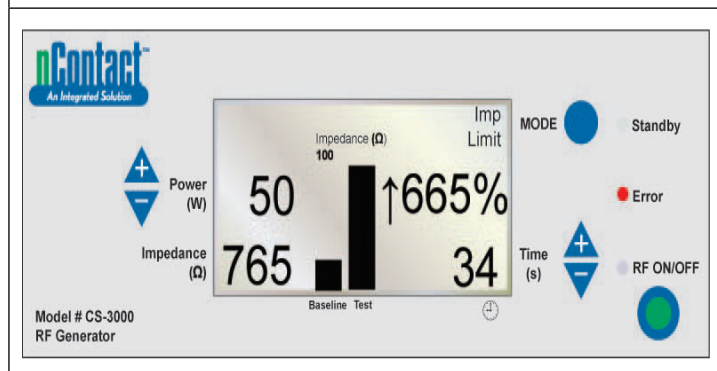 nContact™
An Integrated Solution
Imp
Limit
Impedance (Ω)
100
MODE
Standby
Power
(W)
50
↑665%
Error
Impedance
(Ω)
765
34
Time
(s)
RF ON/OFF
Baseline Test
Model # CS-3000
RF Generator